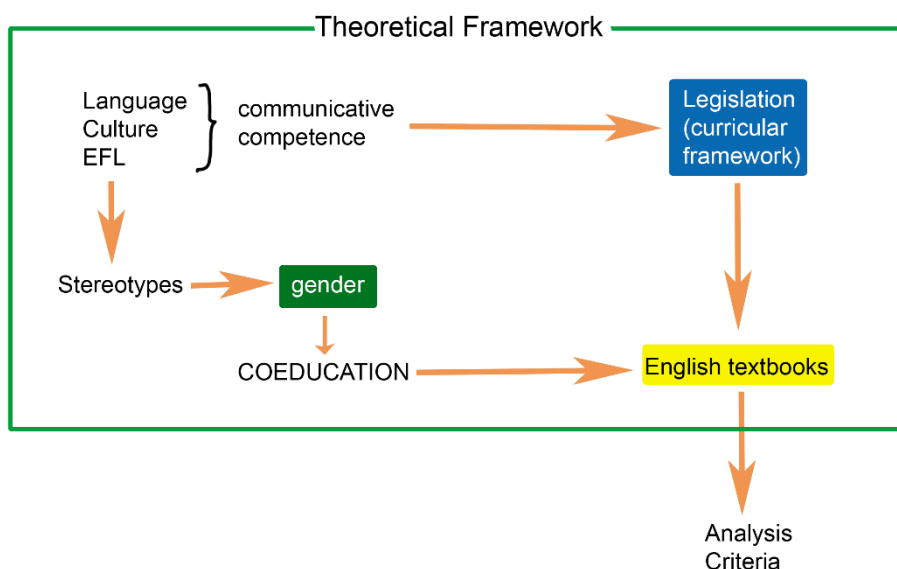 Theoretical Framework
Language
Culture
EFL
communicative
competence
Legislation
(curricular
framework)
Stereotypes
gender
COEDUCATION
English textbooks
Analysis
Criteria